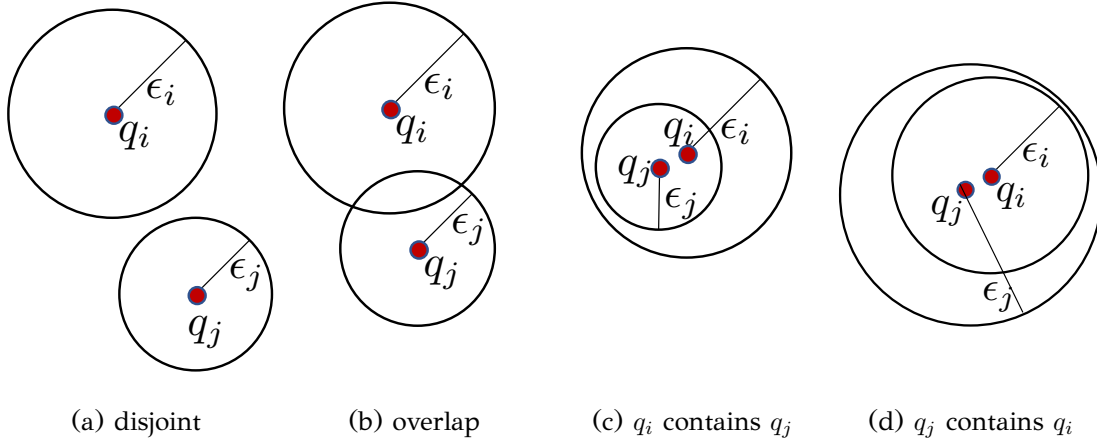 ϵᵢ
qᵢ
ϵⱼ
qⱼ
ϵᵢ
qᵢ
ϵⱼ
qⱼ
ϵᵢ
qᵢ
qⱼ
ϵⱼ
ϵᵢ
qⱼ
qᵢ
ϵⱼ
(a) disjoint
(b) overlap
(c) qᵢ contains qⱼ
(d) qⱼ contains qᵢ